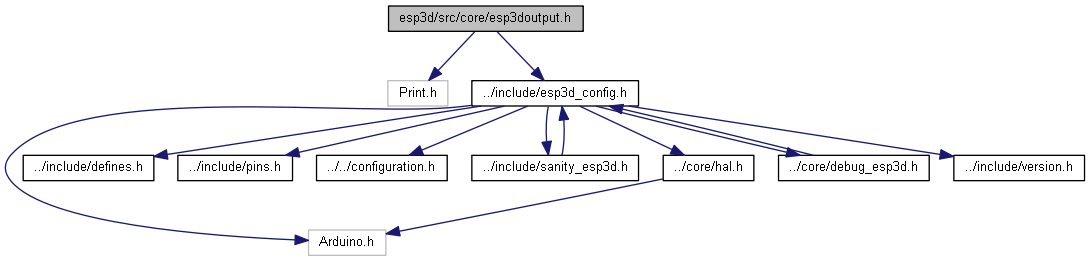 esp3d/src/core/esp3doutput.h
Print.h
../include/esp3d_config.h
../include/defines.h
../include/pins.h
../../configuration.h
../include/sanity_esp3d.h
../core/hal.h
../core/debug_esp3d.h
../include/version.h
Arduino.h